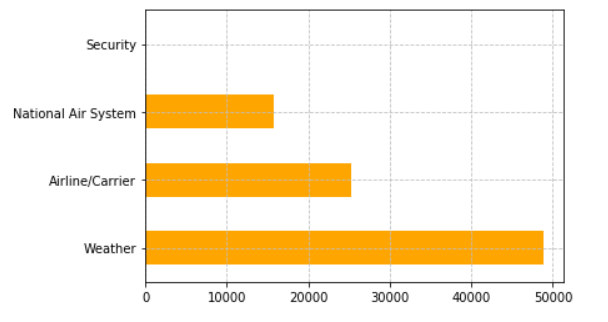 Security
National Air System
Airline/Carrier
Weather
0 10000 20000 30000 40000 50000